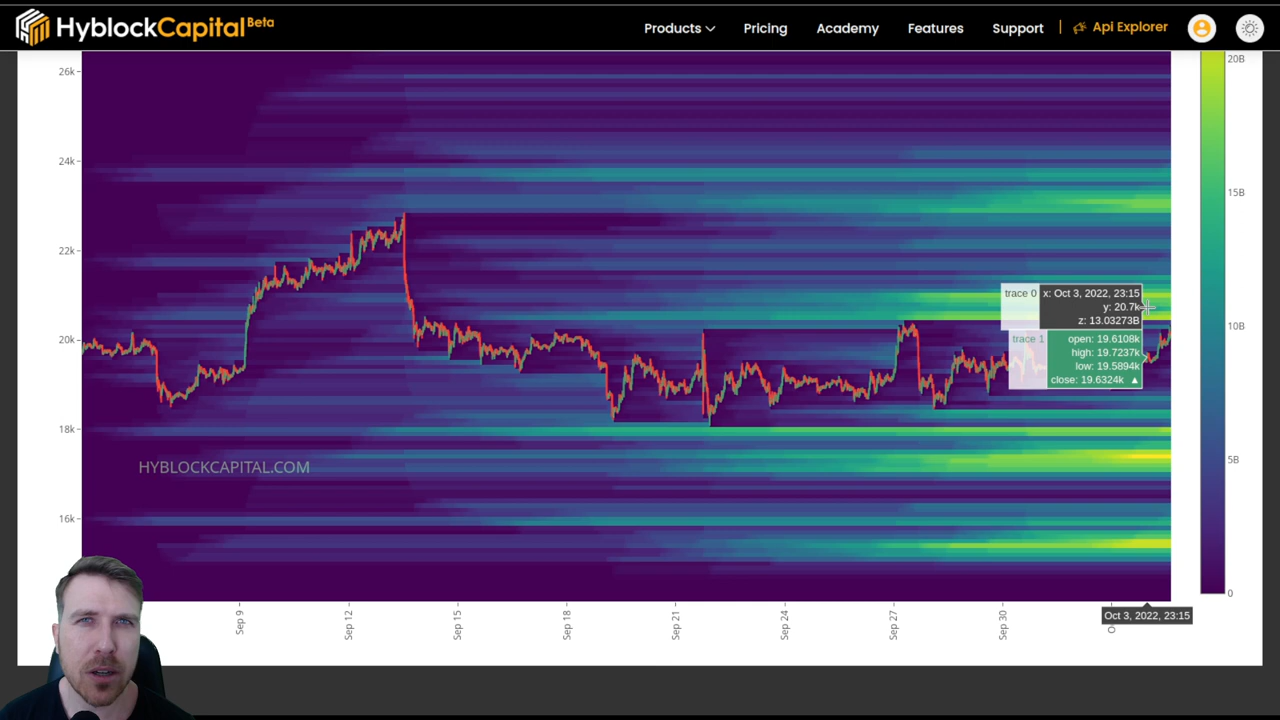 HyblockCapital Beta
Products Pricing Academy Features Support Api Explorer
26k
24k
22k
20k
18k
16k
20B
15B
10B
5B
0
trace 0
x: Oct 3, 2022, 23:15
y: 20.7k
z: 13.03273B
trace 1
open: 19.6108k
high: 19.7237k
low: 19.5894k
close: 19.6324k ▲
HYBLOCKCAPITAL.COM
Sep 9
Sep 12
Sep 15
Sep 18
Sep 21
Sep 24
Sep 27
Sep 30
Oct 3, 2022, 23:15